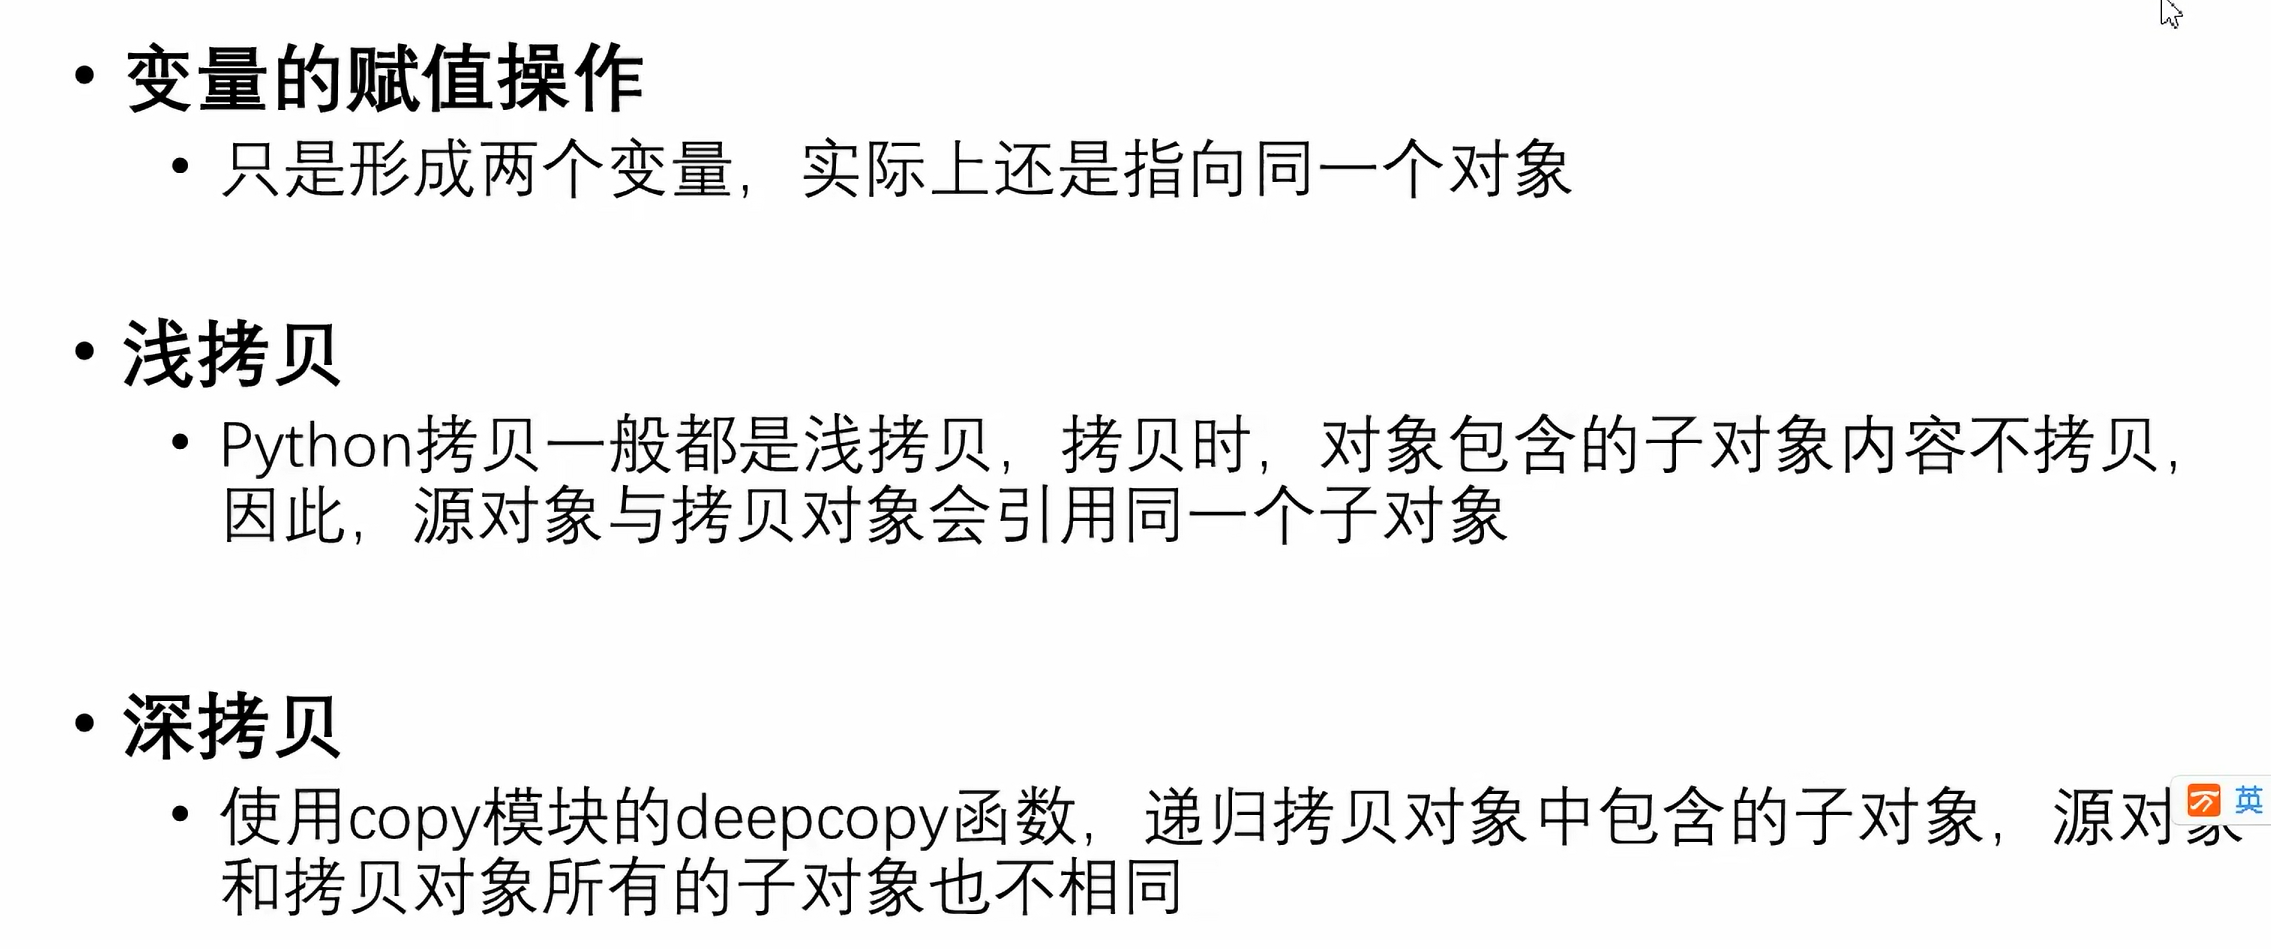 • 变量的赋值操作
• 只是形成两个变量，实际上还是指向同一个对象
• 浅拷贝
• Python拷贝一般都是浅拷贝，拷贝时，对象包含的子对象内容不拷贝，
因此，源对象与拷贝对象会引用同一个子对象
• 深拷贝
• 使用copy模块的deepcopy函数，递归拷贝对象中包含的子对象，源对象
英
和拷贝对象所有的子对象也不相同